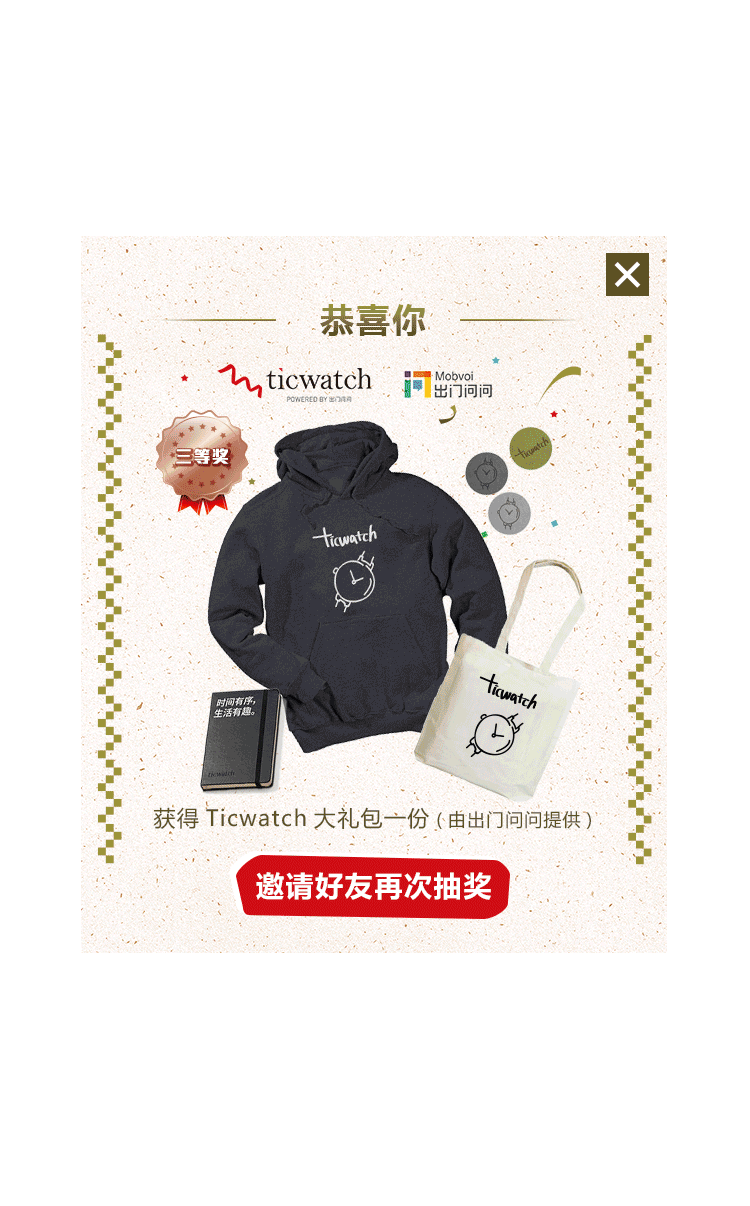 恭喜你
ticwatch
POWERED BY 出门问问
Mobvoi
出门问问
三等奖
Ticwatch
Ticwatch
Ticwatch
时间有序，
生活有趣。
ticwatch
获得 Ticwatch 大礼包一份（由出门问问提供）
邀请好友再次抽奖